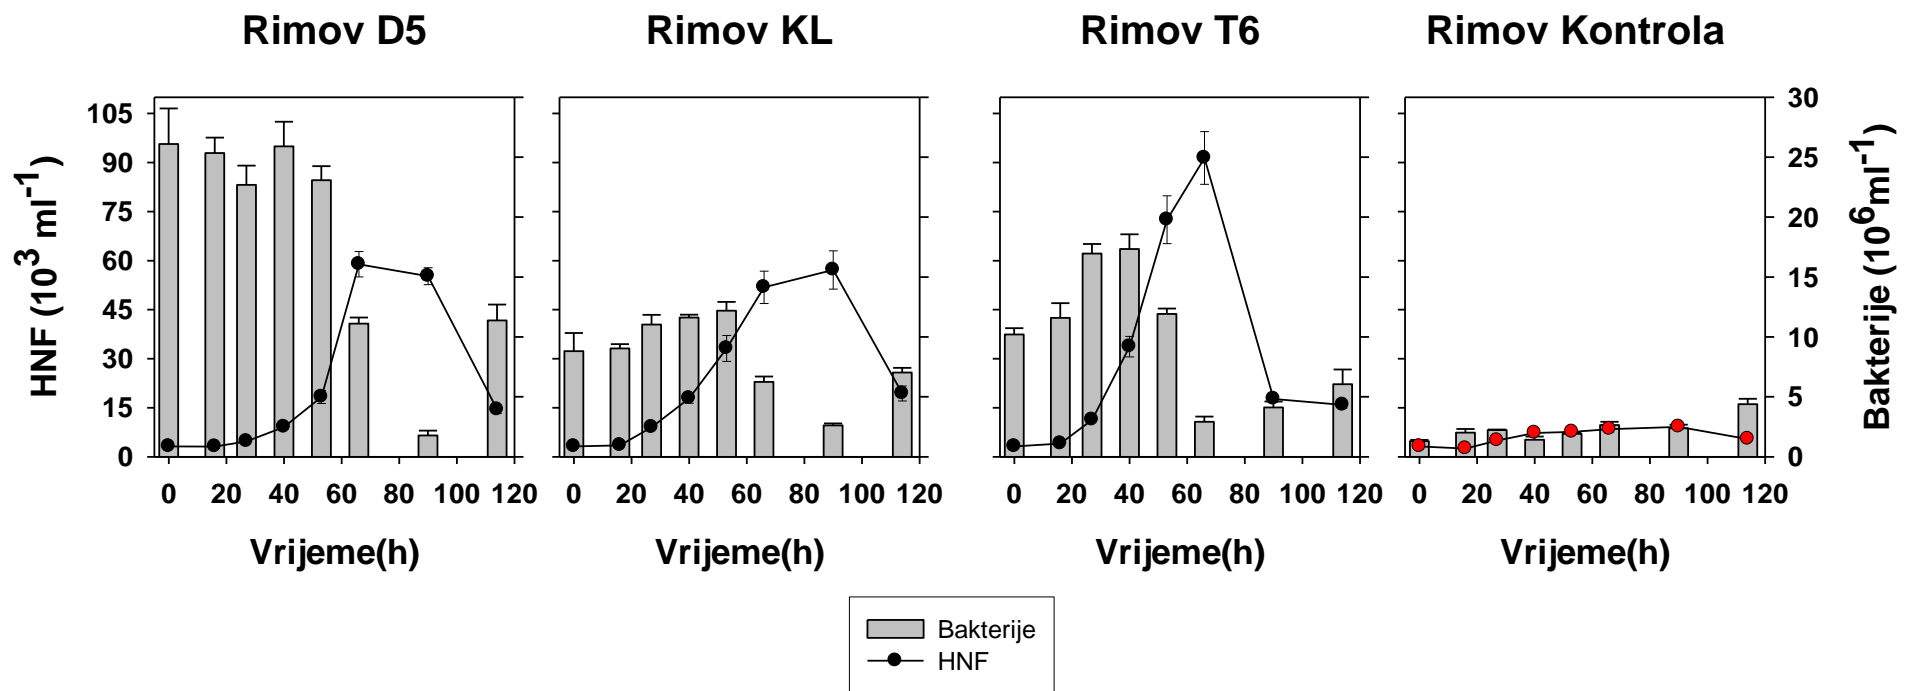 Rimov D5 Rimov KL Rimov T6 Rimov Kontrola
HNF (10³ ml⁻¹)
105
90
75
60
45
30
15
0
30
25
20
15
10
5
0
Bakterije (10⁶ml⁻¹)
0 20 40 60 80 100 120 0 20 40 60 80 100 120 0 20 40 60 80 100 120 0 20 40 60 80 100 120
Vrijeme(h) Vrijeme(h) Vrijeme(h) Vrijeme(h)
Bakterije
HNF